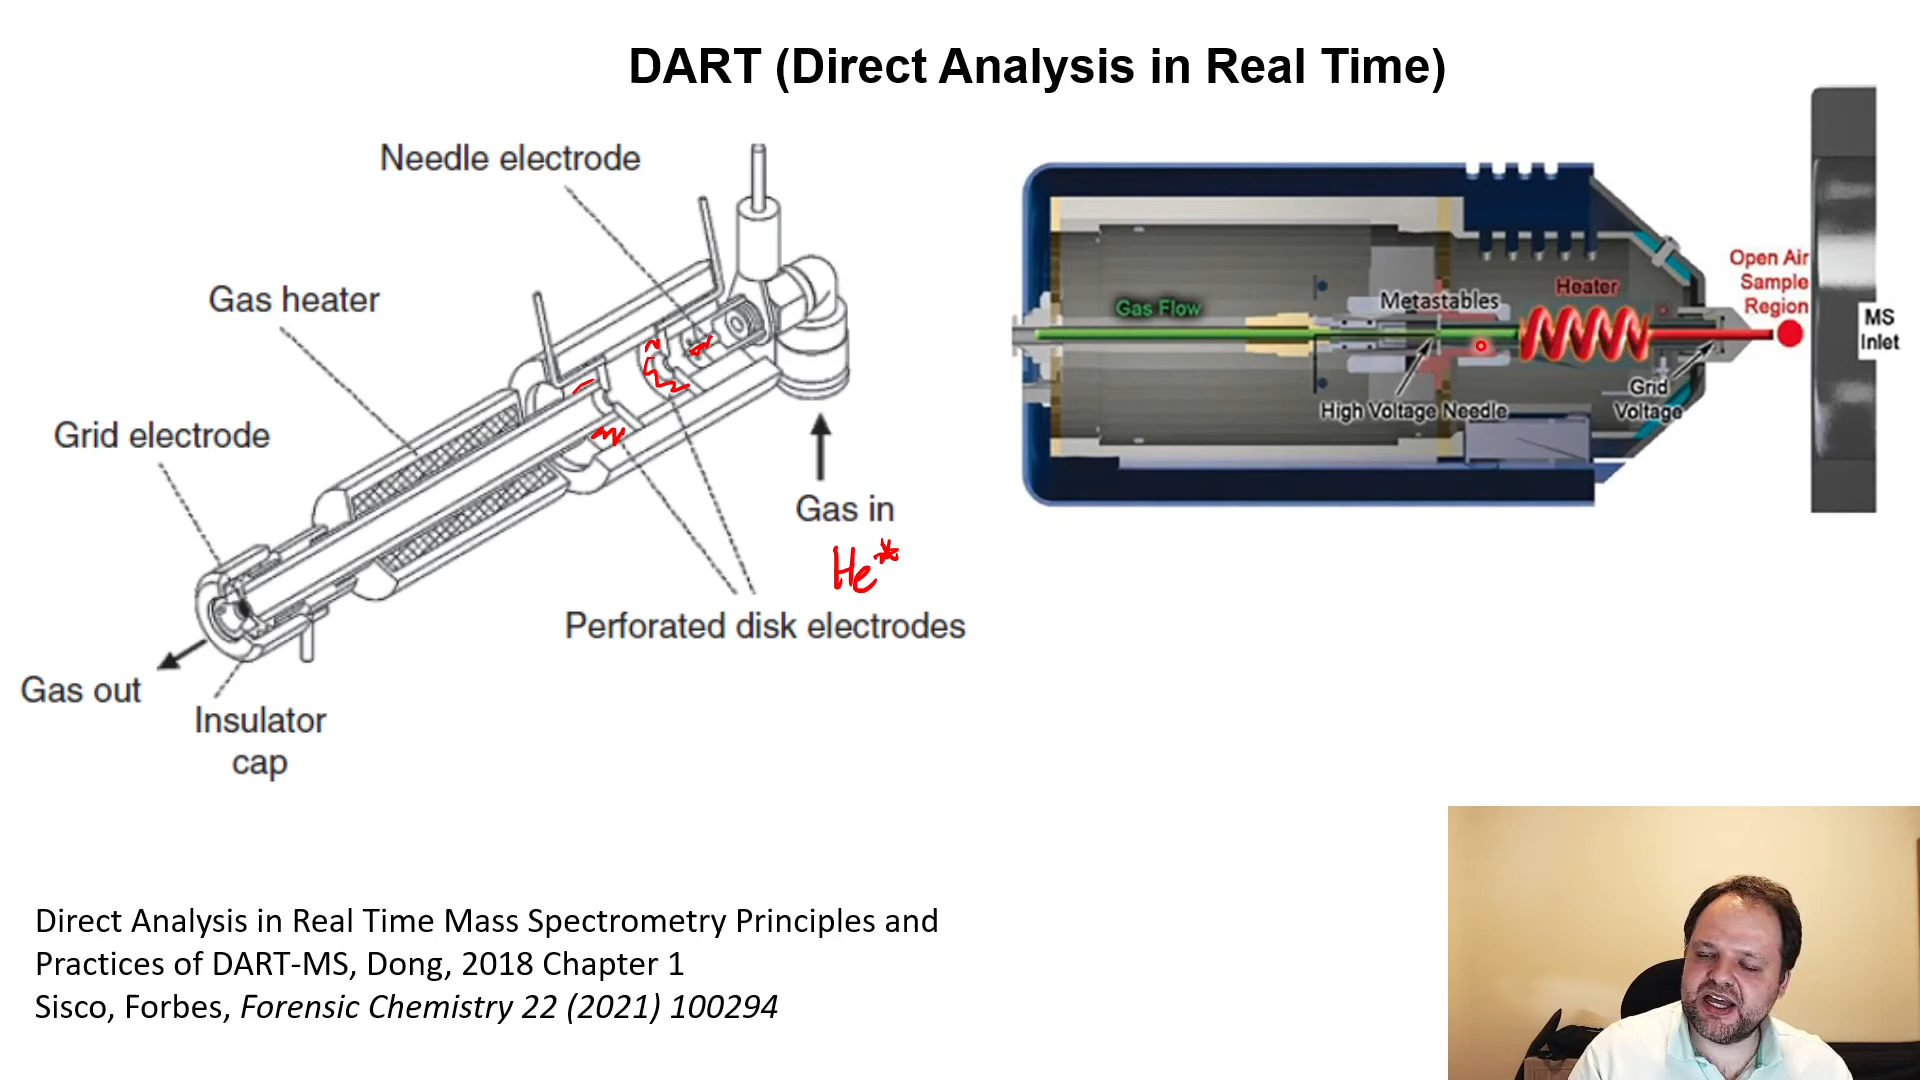 DART (Direct Analysis in Real Time)
Needle electrode
Gas heater
Grid electrode
Gas in
He*
Perforated disk electrodes
Gas out
Insulator
cap
Gas Flow
Metastables
Heater
High Voltage Needle
Grid
Voltage
Open Air
Sample
Region
MS
Inlet
Direct Analysis in Real Time Mass Spectrometry Principles and
Practices of DART-MS, Dong, 2018 Chapter 1
Sisco, Forbes, Forensic Chemistry 22 (2021) 100294